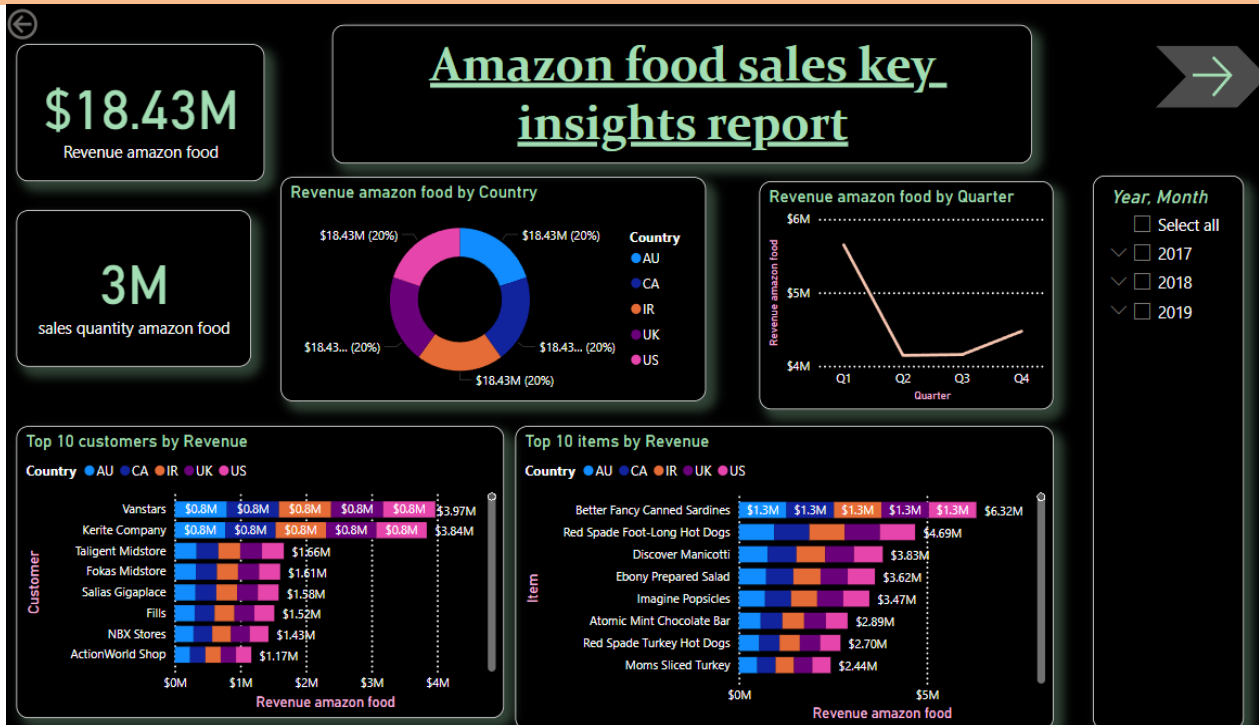 $18.43M
Revenue amazon food
Amazon food sales key
insights report
3M
sales quantity amazon food
Revenue amazon food by Country
$18.43M (20%)
$18.43M (20%)
$18.43... (20%)
$18.43... (20%)
$18.43M (20%)
Country
AU
CA
IR
UK
US
Revenue amazon food by Quarter
Revenue amazon food
$6M
$5M
$4M
Q1 Q2 Q3 Q4
Quarter
Year, Month
Select all
2017
2018
2019
Top 10 customers by Revenue
Country AU CA IR UK US
Customer
Vanstars $0.8M $0.8M $0.8M $0.8M $0.8M $3.97M
Kerite Company $0.8M $0.8M $0.8M $0.8M $0.8M $3.84M
Taligent Midstore $1.66M
Fokas Midstore $1.61M
Salias Gigaplace $1.58M
Fills $1.52M
NBX Stores $1.43M
ActionWorld Shop $1.17M
$0M $1M $2M $3M $4M
Revenue amazon food
Top 10 items by Revenue
Country AU CA IR UK US
Item
Better Fancy Canned Sardines $1.3M $1.3M $1.3M $1.3M $1.3M $6.32M
Red Spade Foot-Long Hot Dogs $4.69M
Discover Manicotti $3.83M
Ebony Prepared Salad $3.62M
Imagine Popsicles $3.47M
Atomic Mint Chocolate Bar $2.89M
Red Spade Turkey Hot Dogs $2.70M
Moms Sliced Turkey $2.44M
$0M $5M
Revenue amazon food